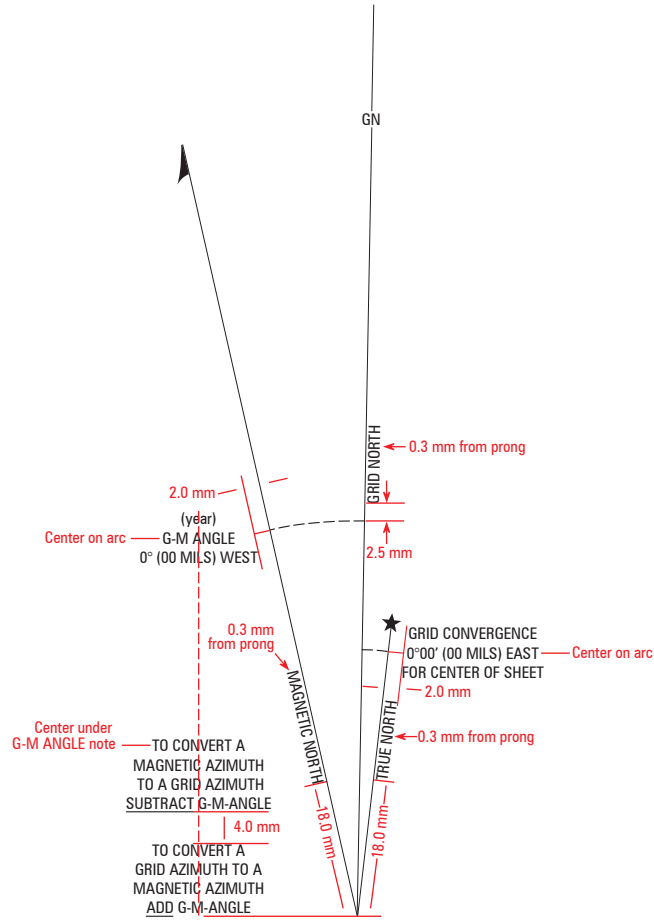 GN
GRID NORTH
0.3 mm from prong
2.0 mm
(year)
Center on arc
G-M ANGLE
0° (00 MILS) WEST
2.5 mm
0.3 mm
from prong
GRID CONVERGENCE
0°00' (00 MILS) EAST
Center on arc
FOR CENTER OF SHEET
2.0 mm
MAGNETIC NORTH
TRUE NORTH
0.3 mm from prong
Center under
G-M ANGLE note
TO CONVERT A
MAGNETIC AZIMUTH
TO A GRID AZIMUTH
SUBTRACT G-M-ANGLE
18.0 mm
18.0 mm
4.0 mm
TO CONVERT A
GRID AZIMUTH TO A
MAGNETIC AZIMUTH
ADD G-M-ANGLE